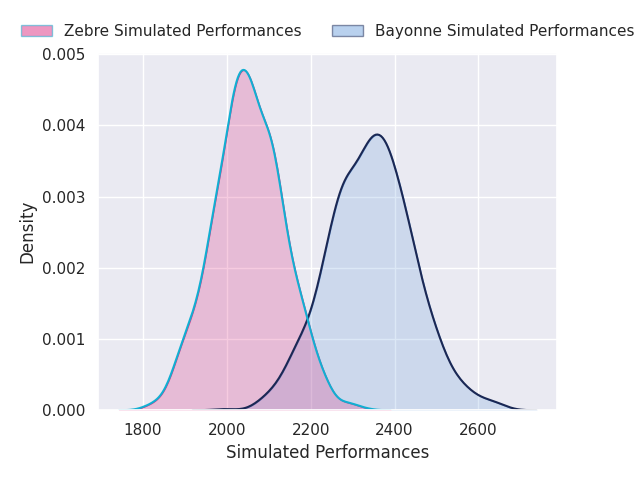 Zebre Simulated Performances Bayonne Simulated Performances
0.005
0.004
0.003
0.002
0.001
0.000
Density
1800 2000 2200 2400 2600
Simulated Performances